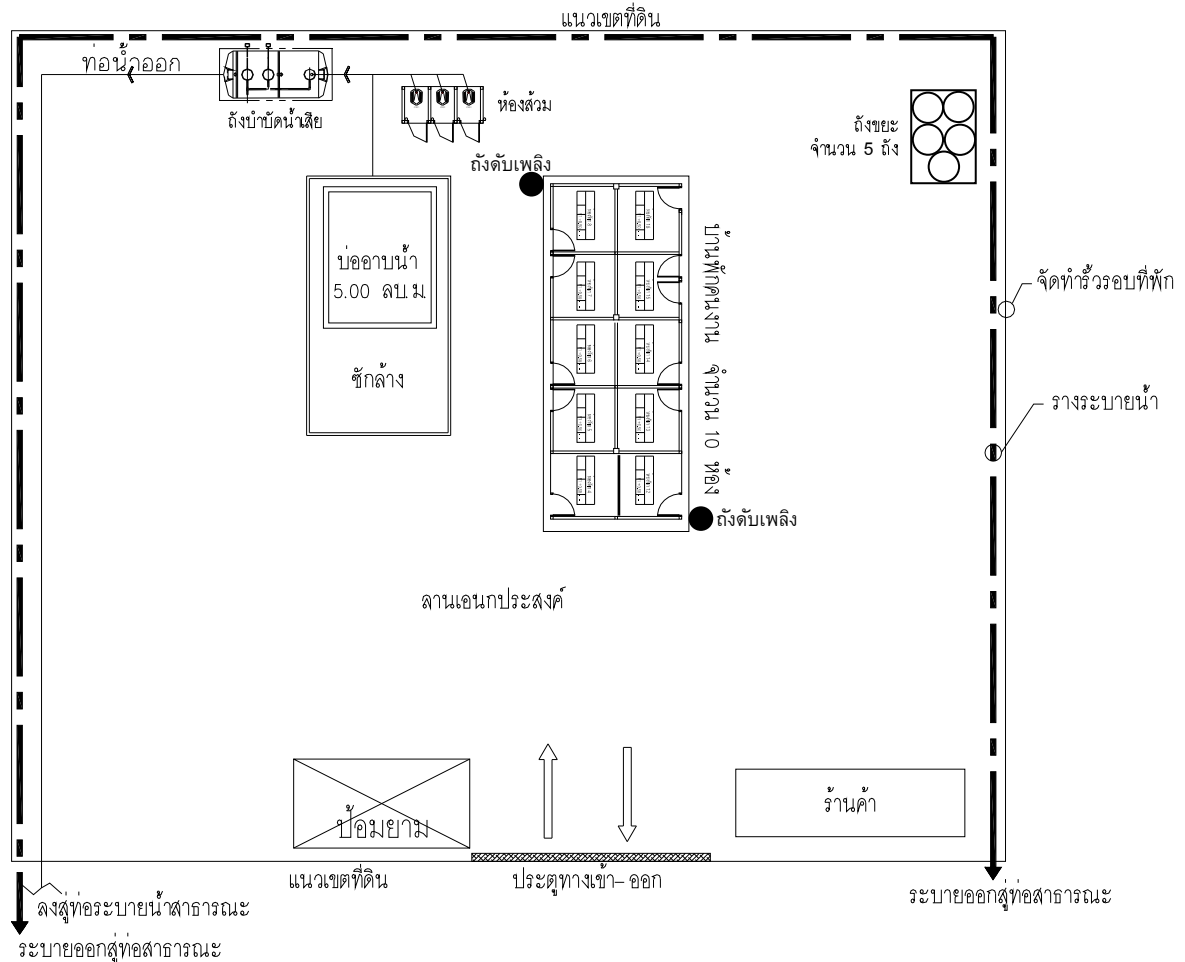 แนวเขตที่ดิน
ท่อน้ำออก
ถังบำบัดน้ำเสีย
ห้องส้วม
ถังขยะ
จำนวน 5 ถัง
ถังดับเพลิง
บ่ออาบน้ำ
5.00 ลบ.ม.
ซักล้าง
บ้านพักคนงาน จำนวน 10 ห้อง
จัดทำรั้วรอบที่พัก
รางระบายน้ำ
ถังดับเพลิง
ลานเอนกประสงค์
ป้อมยาม
ร้านค้า
แนวเขตที่ดิน
ประตูทางเข้า-ออก
ระบายออกสู่ท่อสาธารณะ
ลงสู่ท่อระบายน้ำสาธารณะ
ระบายออกสู่ท่อสาธารณะ